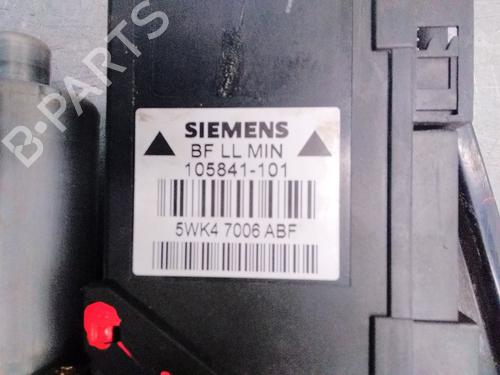 B-PARTS
SIEMENS
BF LL MIN
105841-101
5WK4 7006 ABF